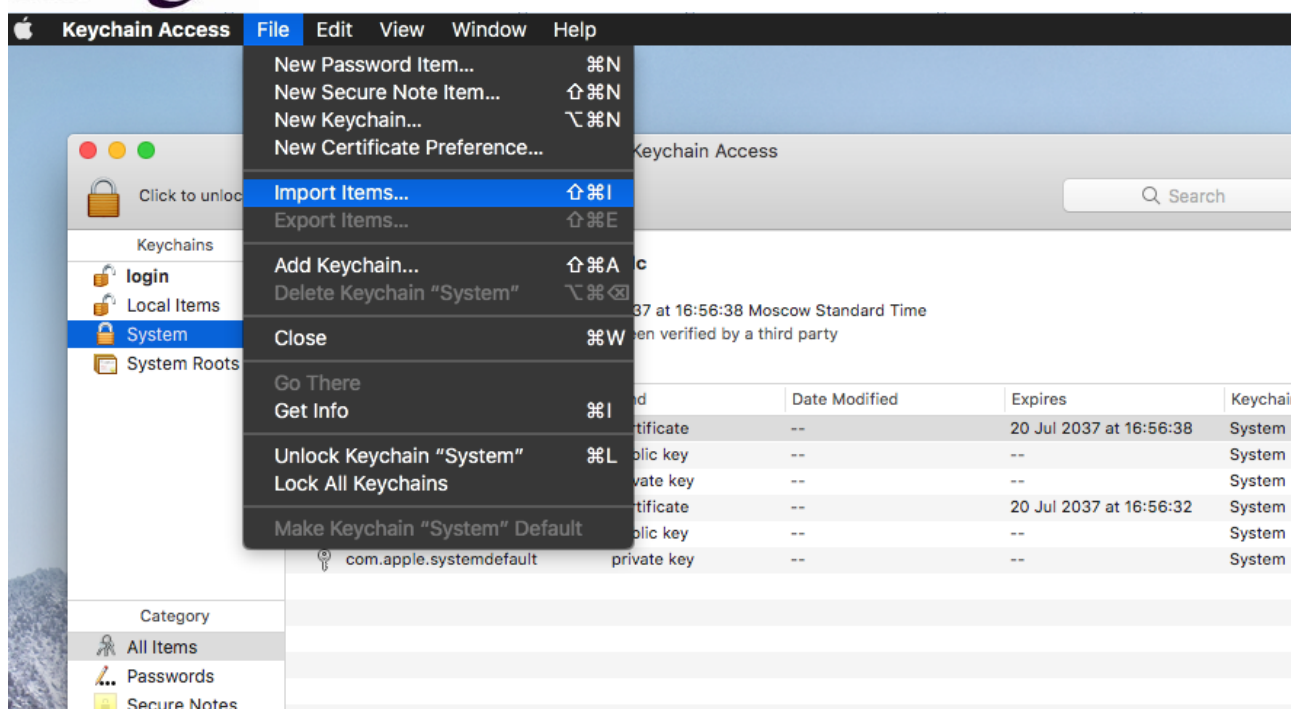 Keychain Access File Edit View Window Help
New Password Item... ⌘N
New Secure Note Item... ⇧⌘N
New Keychain... ⌥⌘N
New Certificate Preference...
Keychain Access
Click to unloc
Import Items... ⇧⌘I
Search
Export Items... ⇧⌘E
Keychains
login
Add Keychain... ⇧⌘A
lc
Local Items
Delete Keychain “System” ⌥⌘⌫
37 at 16:56:38 Moscow Standard Time
System
Close ⌘W
en verified by a third party
System Roots
Go There
Get Info ⌘I
nd Date Modified Expires Keychai
rtificate -- 20 Jul 2037 at 16:56:38 System
Unlock Keychain “System” ⌘L
blic key -- -- System
Lock All Keychains
vate key -- -- System
rtificate -- 20 Jul 2037 at 16:56:32 System
Make Keychain “System” Default
blic key -- -- System
com.apple.systemdefault private key -- -- System
Category
All Items
Passwords
Secure Notes